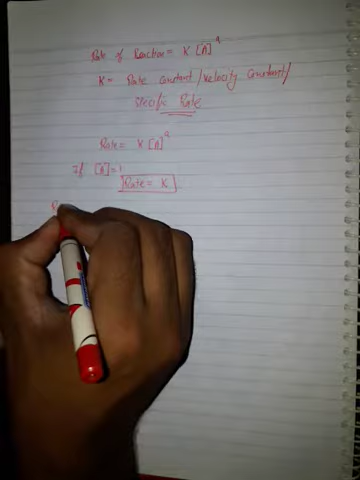 Rate of Reaction = K [A]^a
K = Rate constant / velocity constant /
specific Rate
Rate = K [A]^a
If [A] = 1
Rate = K
R